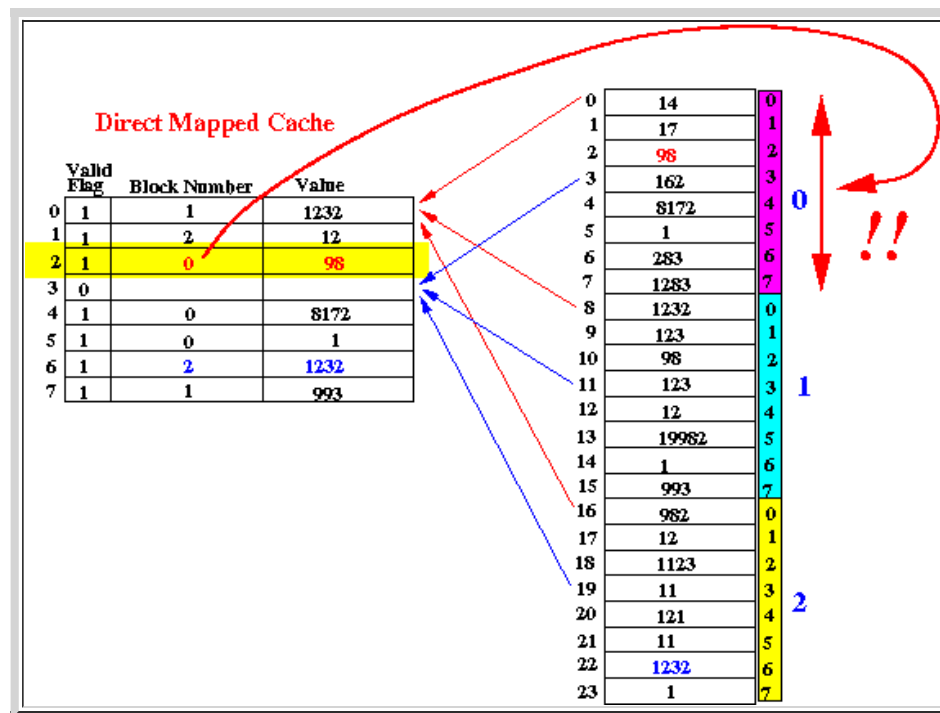 Direct Mapped Cache
Valid
Flag Block Number Value
0 1 1 1232
1 1 2 12
2 1 0 98
3 0
4 1 0 8172
5 1 0 1
6 1 2 1232
7 1 1 993
0 14 0
1 17 1
2 98 2
3 162 3
4 8172 4
5 1 5
6 283 6
7 1283 7
0
!!
8 1232 0
9 123 1
10 98 2
11 123 3
12 12 4
13 19982 5
14 1 6
15 993 7
1
16 982 0
17 12 1
18 1123 2
19 11 3
20 121 4
21 11 5
22 1232 6
23 1 7
2